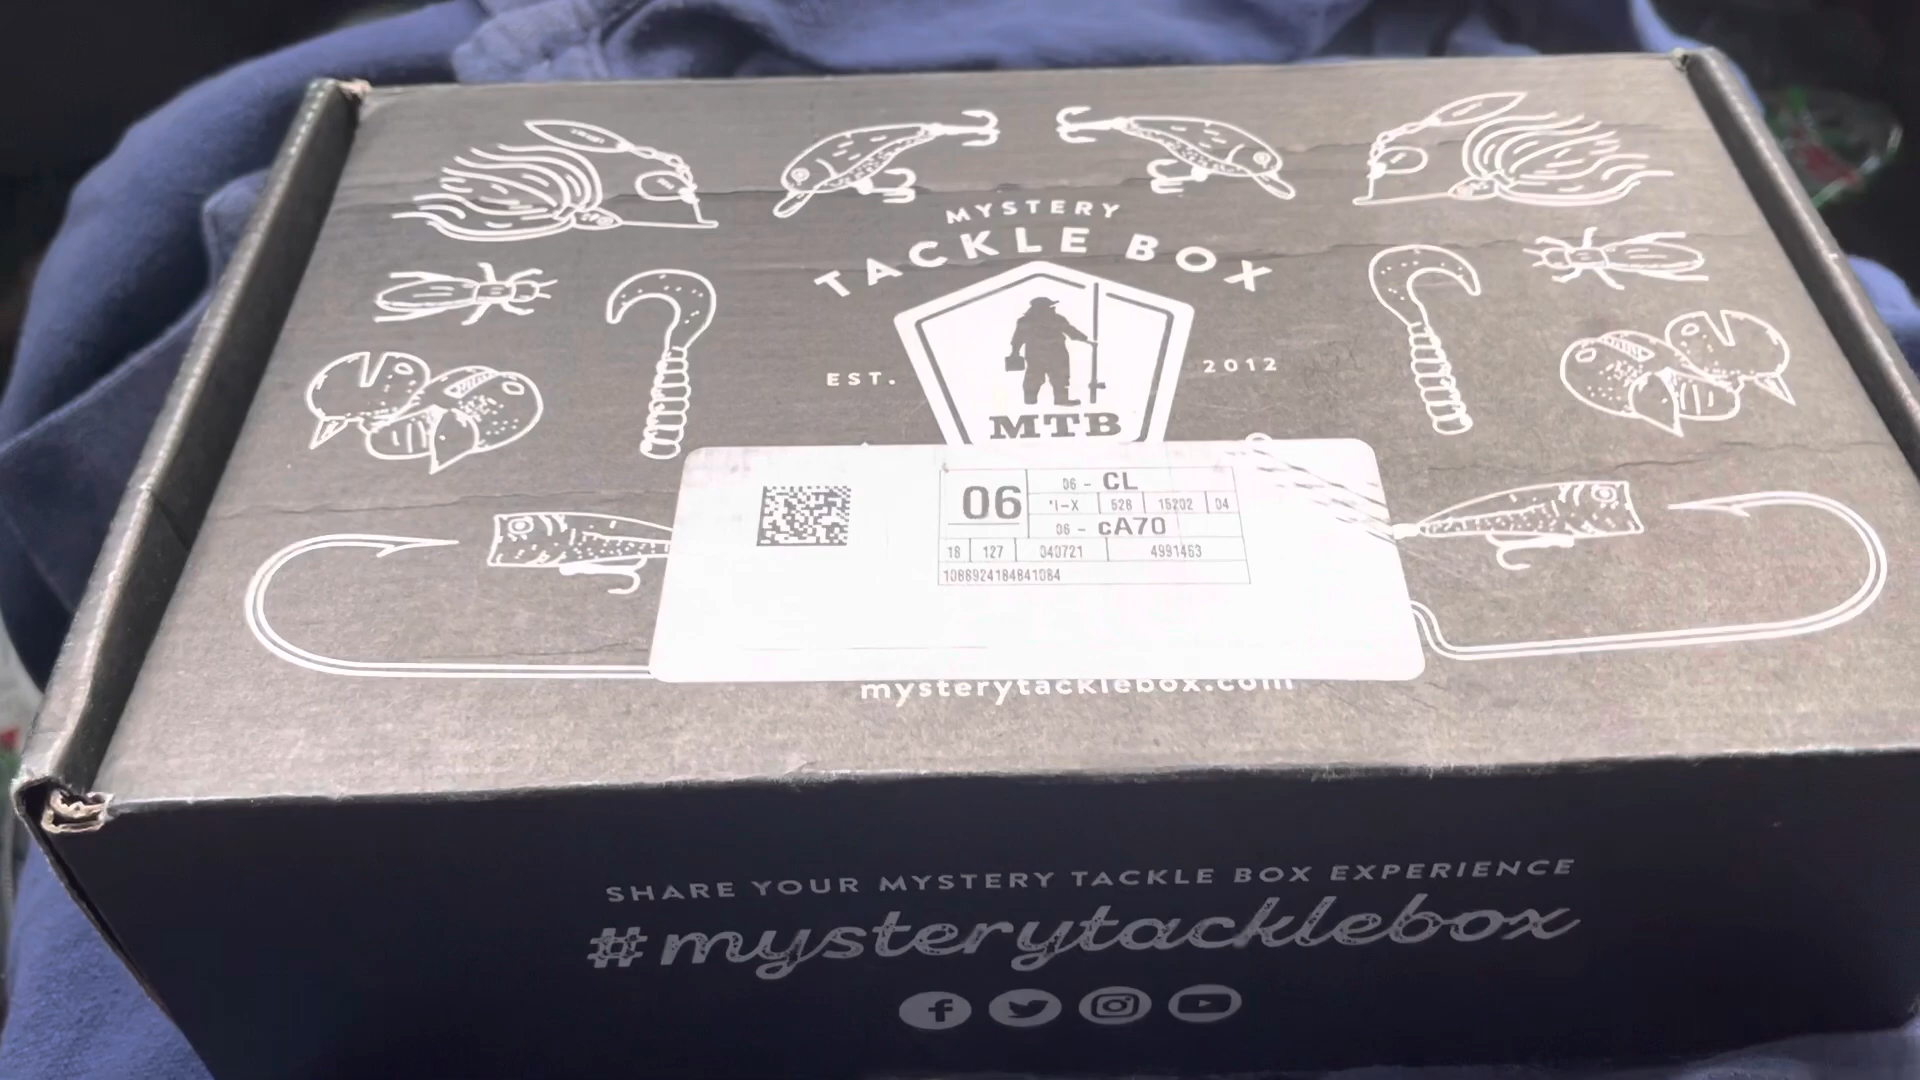 MYSTERY
TACKLE BOX
EST. 2012
MTB
06
06 - CL
*I-X 528 15202 04
06 - cA70
18 127 040721 4991463
1088924184841084
mysterytacklebox.com
SHARE YOUR MYSTERY TACKLE BOX EXPERIENCE
#mysterytacklebox